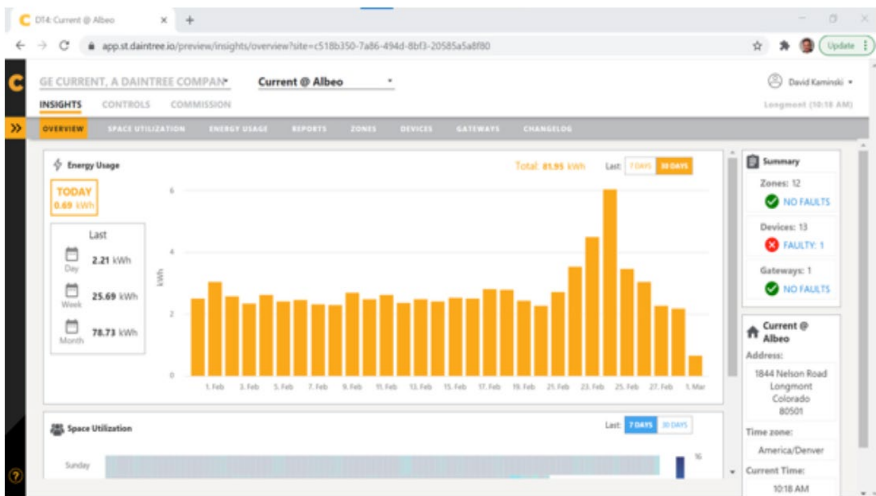 DT4: Current @ Albeo
app.st.daintree.io/preview/insights/overview?site=c518b350-7a86-494d-8bf3-20585a5a8f80
Update
GE CURRENT, A DAINTREE COMPAN
Current @ Albeo
David Kaminski
INSIGHTS CONTROLS COMMISSION
Longmont (10:18 AM)
OVERVIEW SPACE UTILIZATION ENERGY USAGE REPORTS ZONES DEVICES GATEWAYS CHANGELOG
Energy Usage
Total: 81.95 kWh
Last: 7 DAYS 30 DAYS
TODAY
0.69 kWh
Last
Day 2.21 kWh
Week 25.69 kWh
Month 78.73 kWh
kWh
6
4
2
0
1. Feb 3. Feb 5. Feb 7. Feb 9. Feb 11. Feb 13. Feb 15. Feb 17. Feb 19. Feb 21. Feb 23. Feb 25. Feb 27. Feb 1. Mar
Space Utilization
Last: 7 DAYS 30 DAYS
Sunday
16
Summary
Zones: 12
NO FAULTS
Devices: 13
FAULTY: 1
Gateways: 1
NO FAULTS
Current @
Albeo
Address:
1844 Nelson Road
Longmont
Colorado
80501
Time zone:
America/Denver
Current Time:
10:18 AM